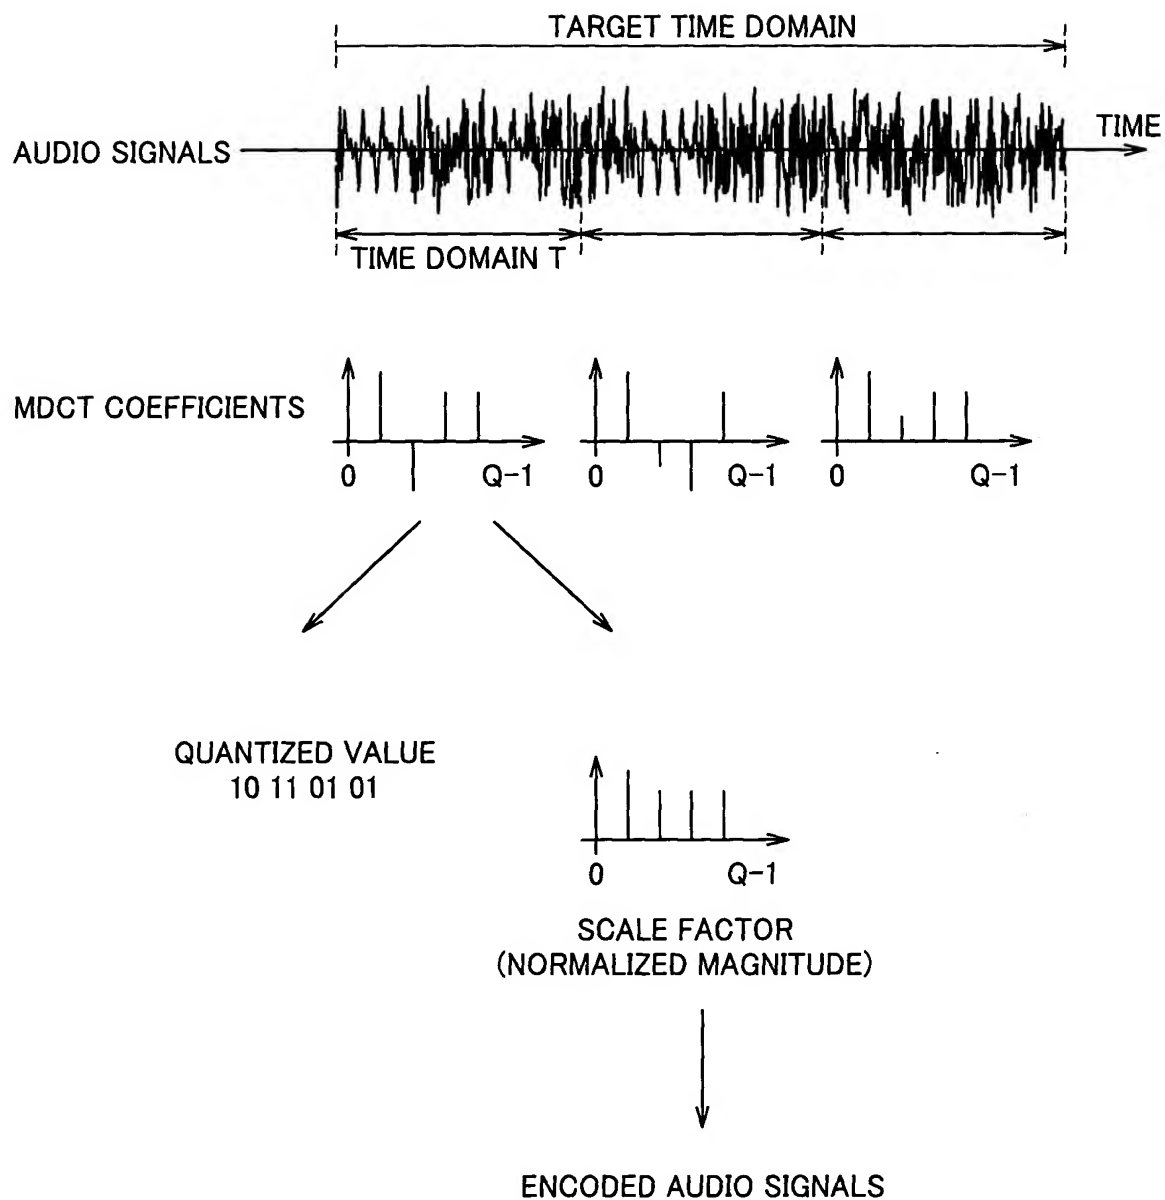 TARGET TIME DOMAIN
TIME
AUDIO SIGNALS
TIME DOMAIN T
MDCT COEFFICIENTS
0 Q-1
0 Q-1
0 Q-1
QUANTIZED VALUE
10 11 01 01
0 Q-1
SCALE FACTOR
(NORMALIZED MAGNITUDE)
ENCODED AUDIO SIGNALS